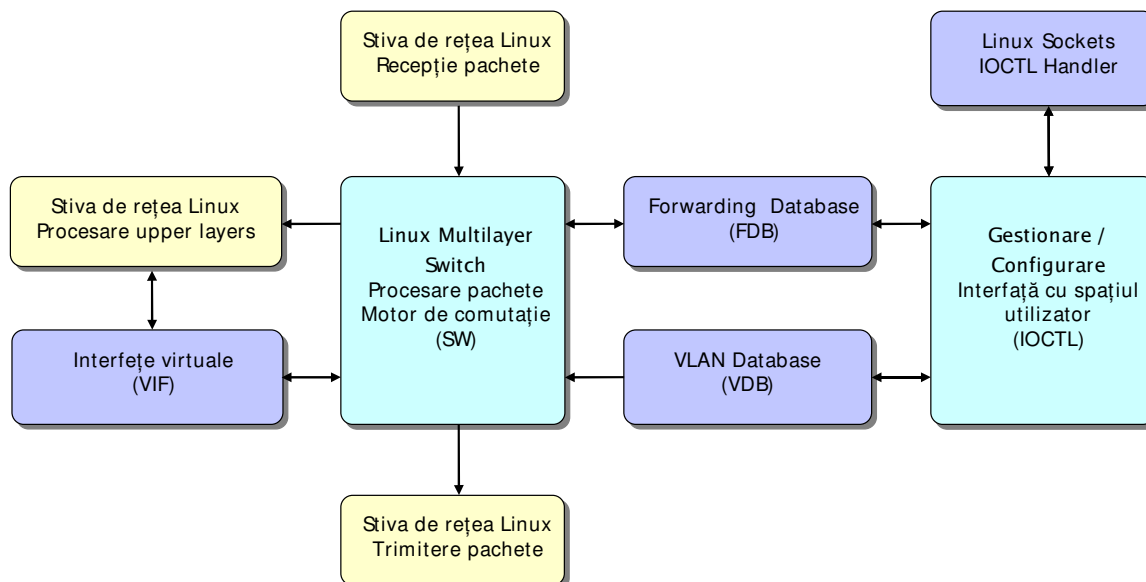 Stiva de rețea Linux
Recepție pachete
Linux Sockets
IOCTL Handler
Stiva de rețea Linux
Procesare upper layers
Linux Multilayer
Switch
Procesare pachete
Motor de comutație
(SW)
Forwarding Database
(FDB)
Gestionare /
Configurare
Interfață cu spațiul
utilizator
(IOCTL)
Interfețe virtuale
(VIF)
VLAN Database
(VDB)
Stiva de rețea Linux
Trimitere pachete